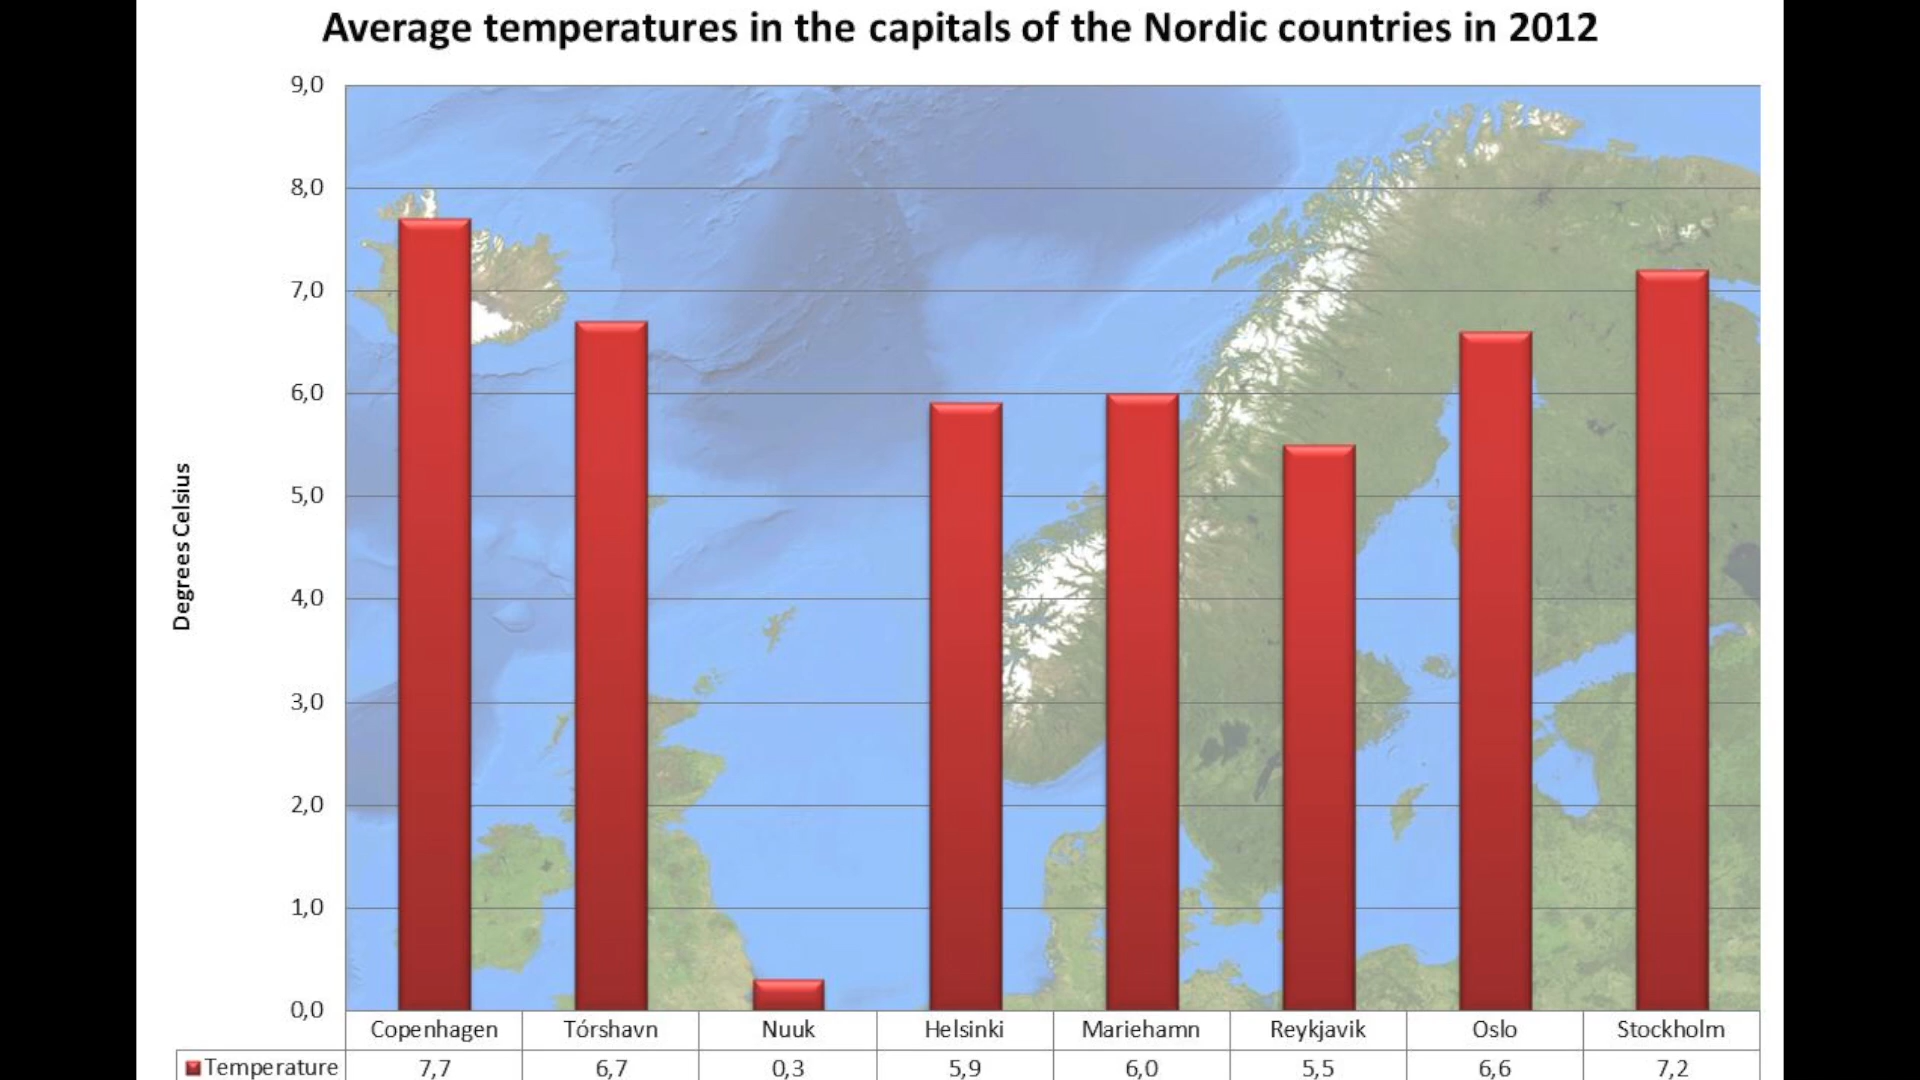 Average temperatures in the capitals of the Nordic countries in 2012
9,0
8,0
7,0
6,0
5,0
4,0
3,0
2,0
1,0
0,0
Degrees Celsius
Copenhagen Tórshavn Nuuk Helsinki Mariehamn Reykjavik Oslo Stockholm
Temperature 7,7 6,7 0,3 5,9 6,0 5,5 6,6 7,2